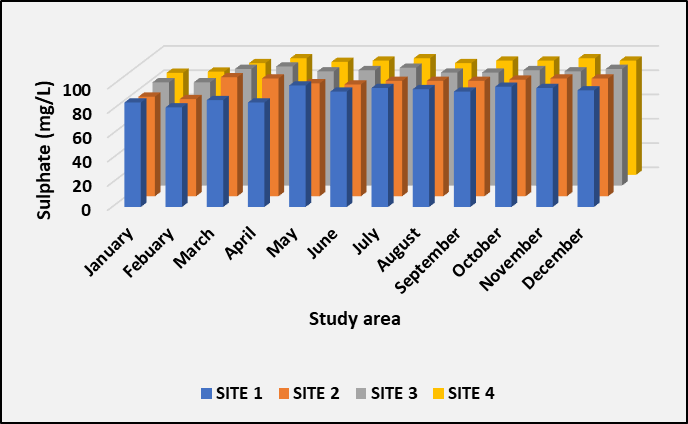 Sulphate (mg/L)
100
80
60
40
20
0
January
Febuary
March
April
May
June
July
August
September
October
November
December
Study area
SITE 1 SITE 2 SITE 3 SITE 4